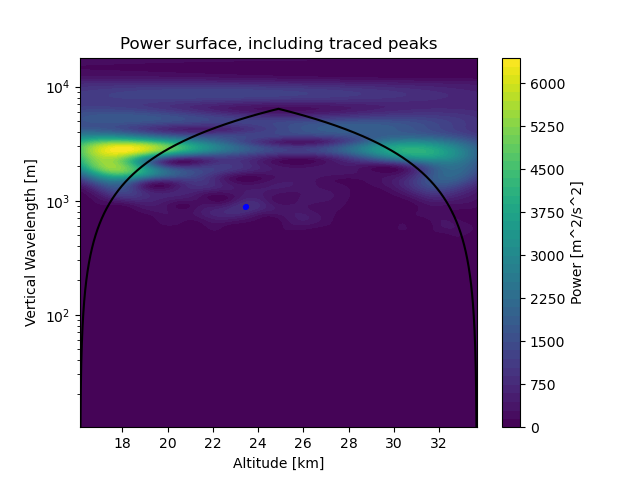 Power surface, including traced peaks
10^4
10^3
10^2
Vertical Wavelength [m]
18 20 22 24 26 28 30 32
Altitude [km]
6000
5250
4500
3750
3000
2250
1500
750
0
Power [m^2/s^2]